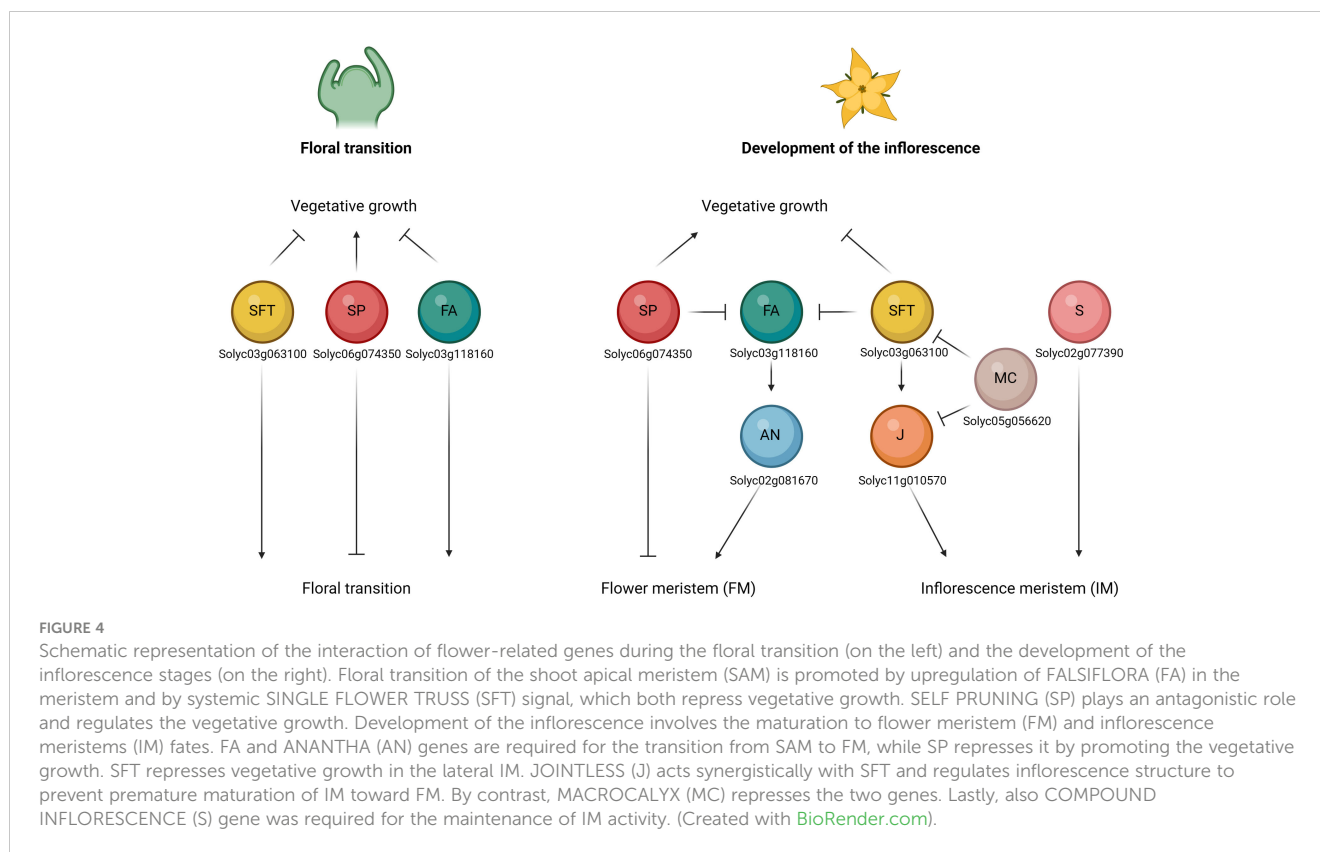 Floral transition
Development of the inflorescence
Vegetative growth
Vegetative growth
SFT
SP
FA
SP
FA
SFT
S
Solyc03g063100
Solyc06g074350
Solyc03g118160
Solyc06g074350
Solyc03g118160
Solyc03g063100
Solyc02g077390
MC
Solyc05g056620
AN
J
Solyc02g081670
Solyc11g010570
Floral transition
Flower meristem (FM)
Inflorescence meristem (IM)
FIGURE 4
Schematic representation of the interaction of flower-related genes during the floral transition (on the left) and the development of the
inflorescence stages (on the right). Floral transition of the shoot apical meristem (SAM) is promoted by upregulation of FALSIFLORA (FA) in the
meristem and by systemic SINGLE FLOWER TRUSS (SFT) signal, which both repress vegetative growth. SELF PRUNING (SP) plays an antagonistic role
and regulates the vegetative growth. Development of the inflorescence involves the maturation to flower meristem (FM) and inflorescence
meristems (IM) fates. FA and ANANTHA (AN) genes are required for the transition from SAM to FM, while SP represses it by promoting the vegetative
growth. SFT represses vegetative growth in the lateral IM. JOINTLESS (J) acts synergistically with SFT and regulates inflorescence structure to
prevent premature maturation of IM toward FM. By contrast, MACROCALYX (MC) represses the two genes. Lastly, also COMPOUND
INFLORESCENCE (S) gene was required for the maintenance of IM activity. (Created with BioRender.com).